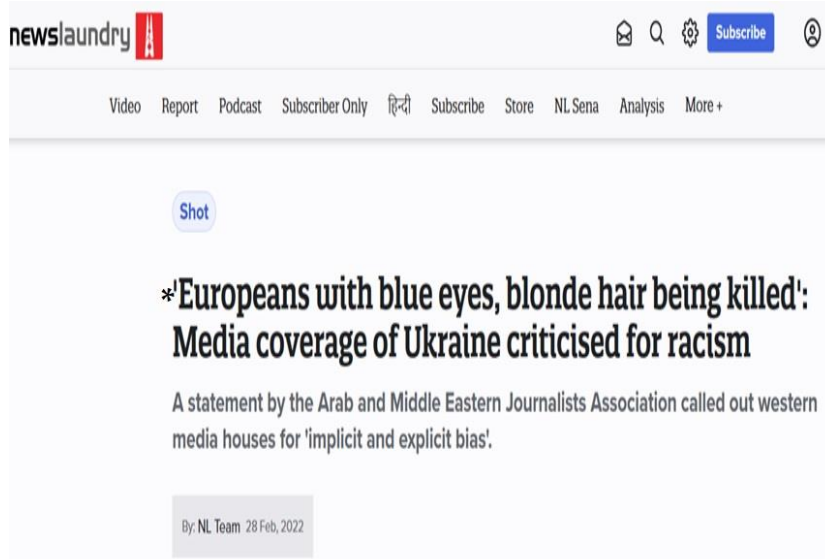 newslaundry
Subscribe
Video Report Podcast Subscriber Only हिन्दी Subscribe Store NL Sena Analysis More +
Shot
*'Europeans with blue eyes, blonde hair being killed':
Media coverage of Ukraine criticised for racism
A statement by the Arab and Middle Eastern Journalists Association called out western
media houses for 'implicit and explicit bias'.
By: NL Team 28 Feb, 2022